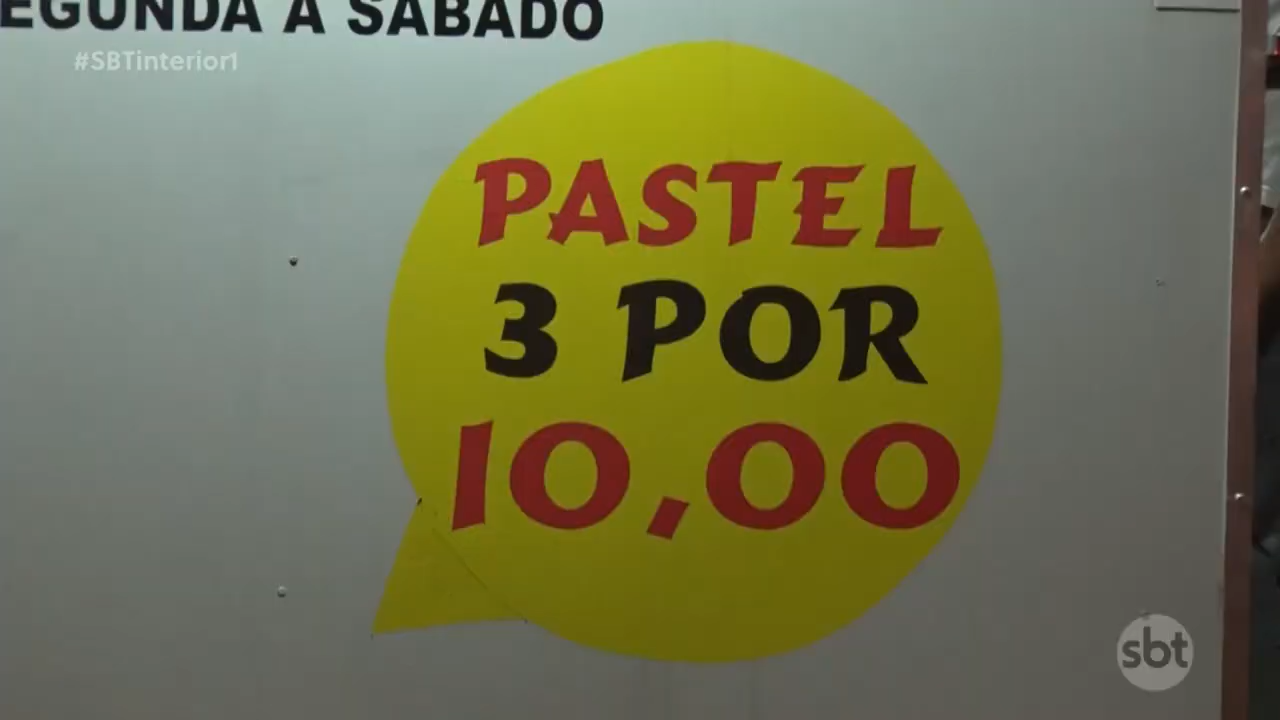 EGUNDA A SÁBADO
#SBTinterior1
PASTEL
3 POR
10,00
sbt